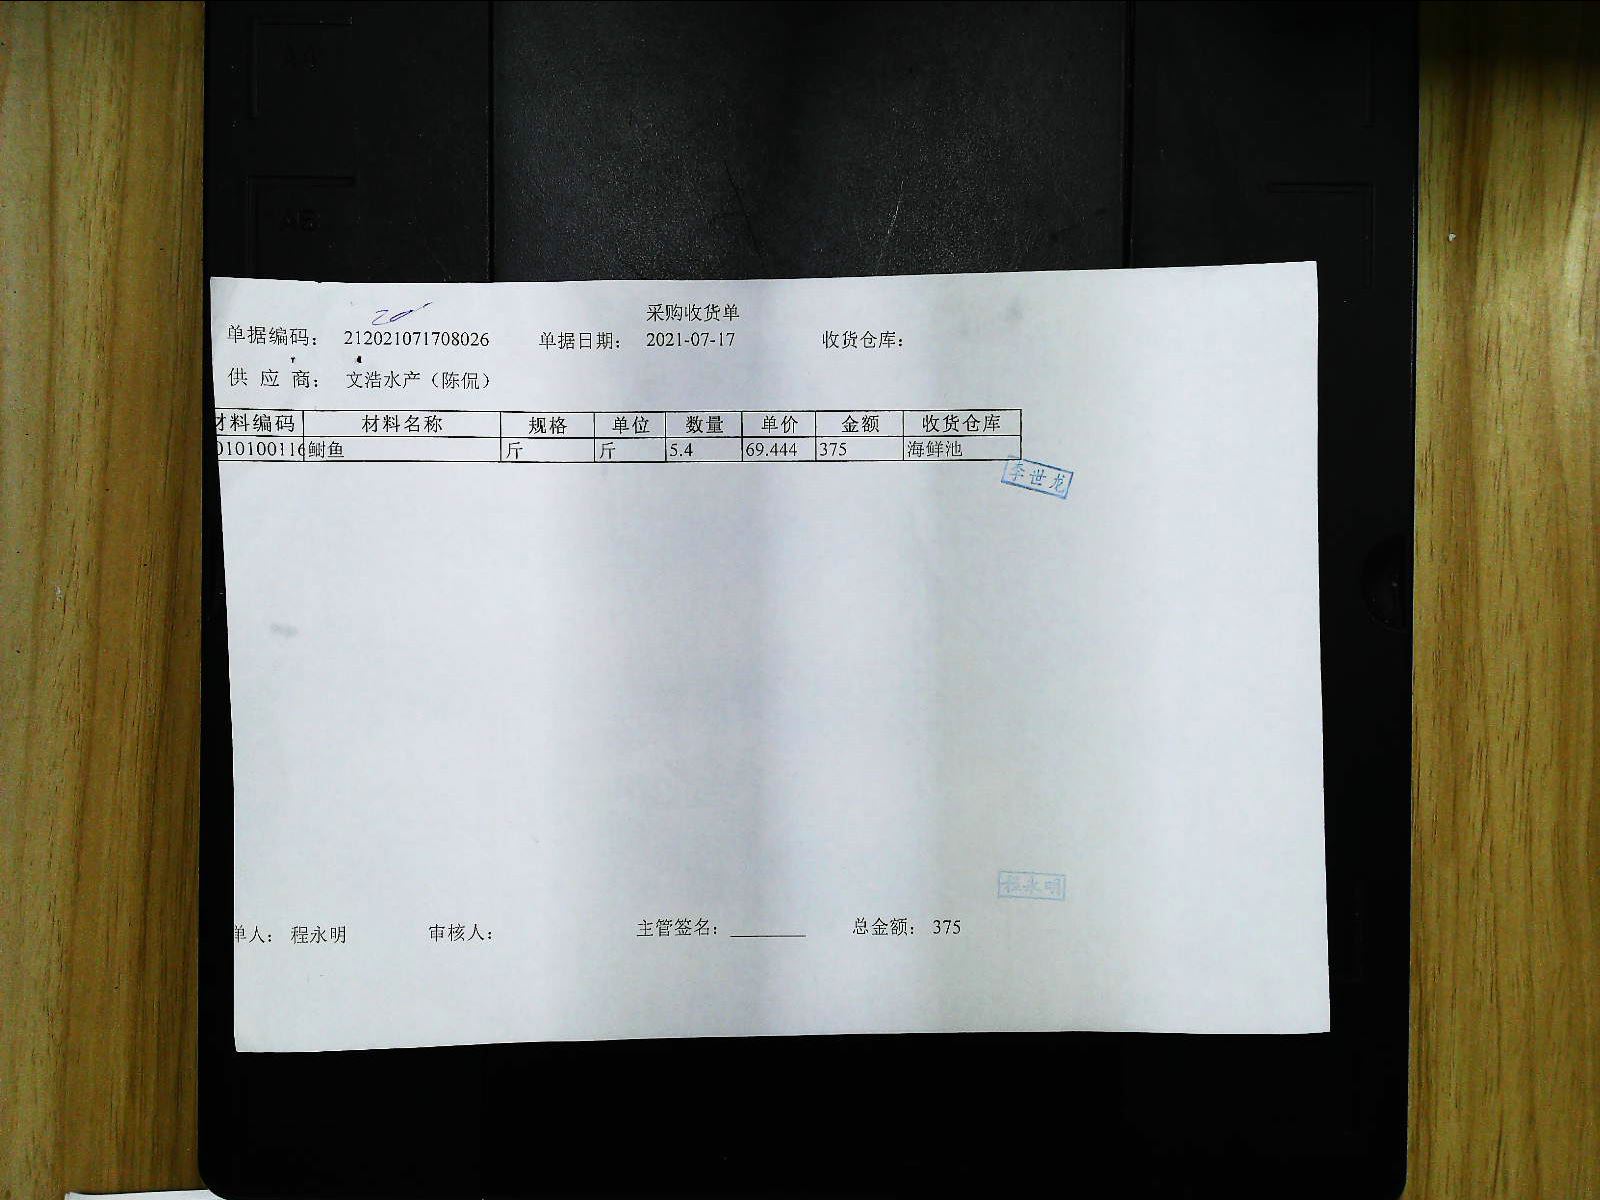 A4
A5
采购收货单
20
单据编码： 212021071708026 单据日期： 2021-07-17 收货仓库：
供 应 商： 文浩水产（陈侃）
材料编码 材料名称 规格 单位 数量 单价 金额 收货仓库
010100116 鲥鱼 斤 斤 5.4 69.444 375 海鲜池
李世龙
程永明
单人： 程永明 审核人： 主管签名：________ 总金额： 375